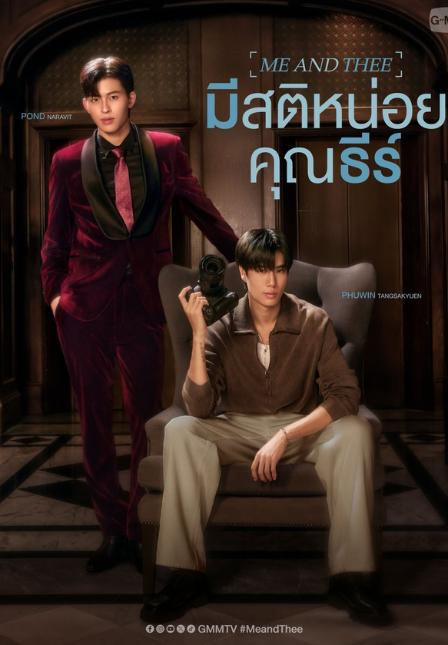 [ME AND THEE]
มีสติหน่อย
คุณธีร์
POND NARAVIT
PHUWIN TANGSAKYUEN
GMMTV #MeandThee